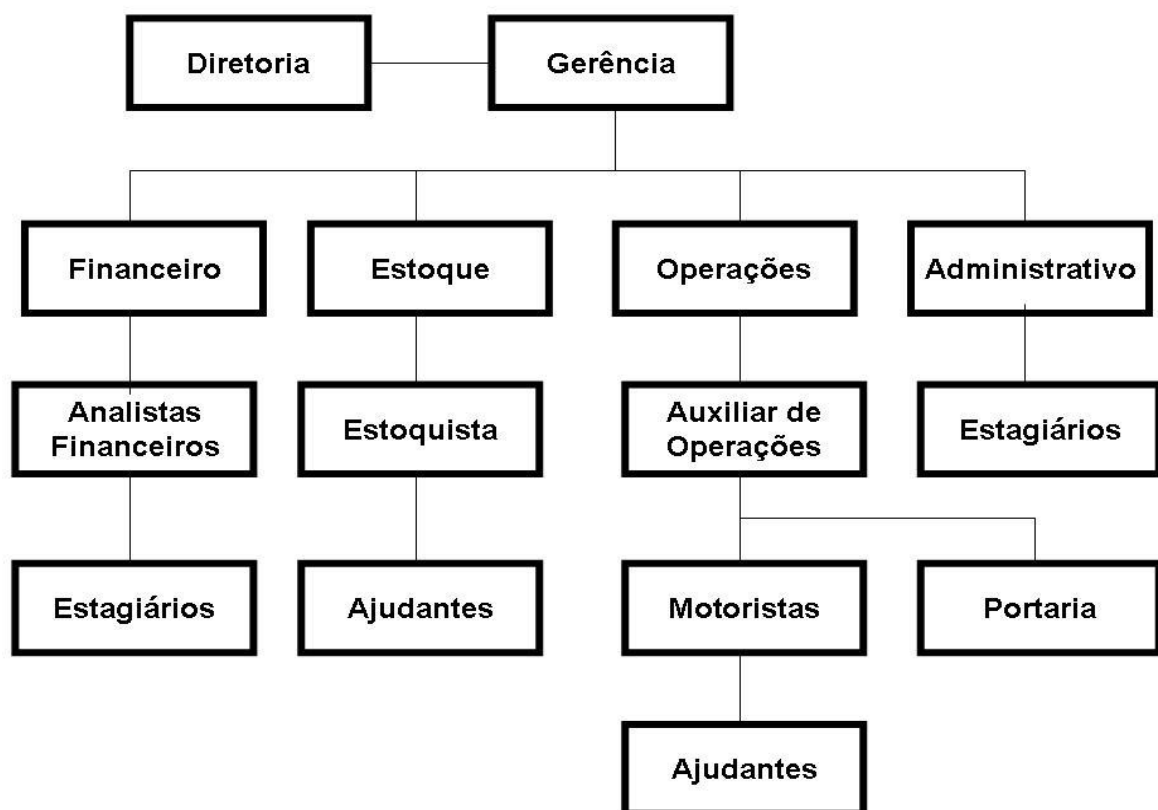 Diretoria
Gerência
Financeiro
Estoque
Operações
Administrativo
Analistas
Financeiros
Estoquista
Auxiliar de
Operações
Estagiários
Estagiários
Ajudantes
Motoristas
Portaria
Ajudantes